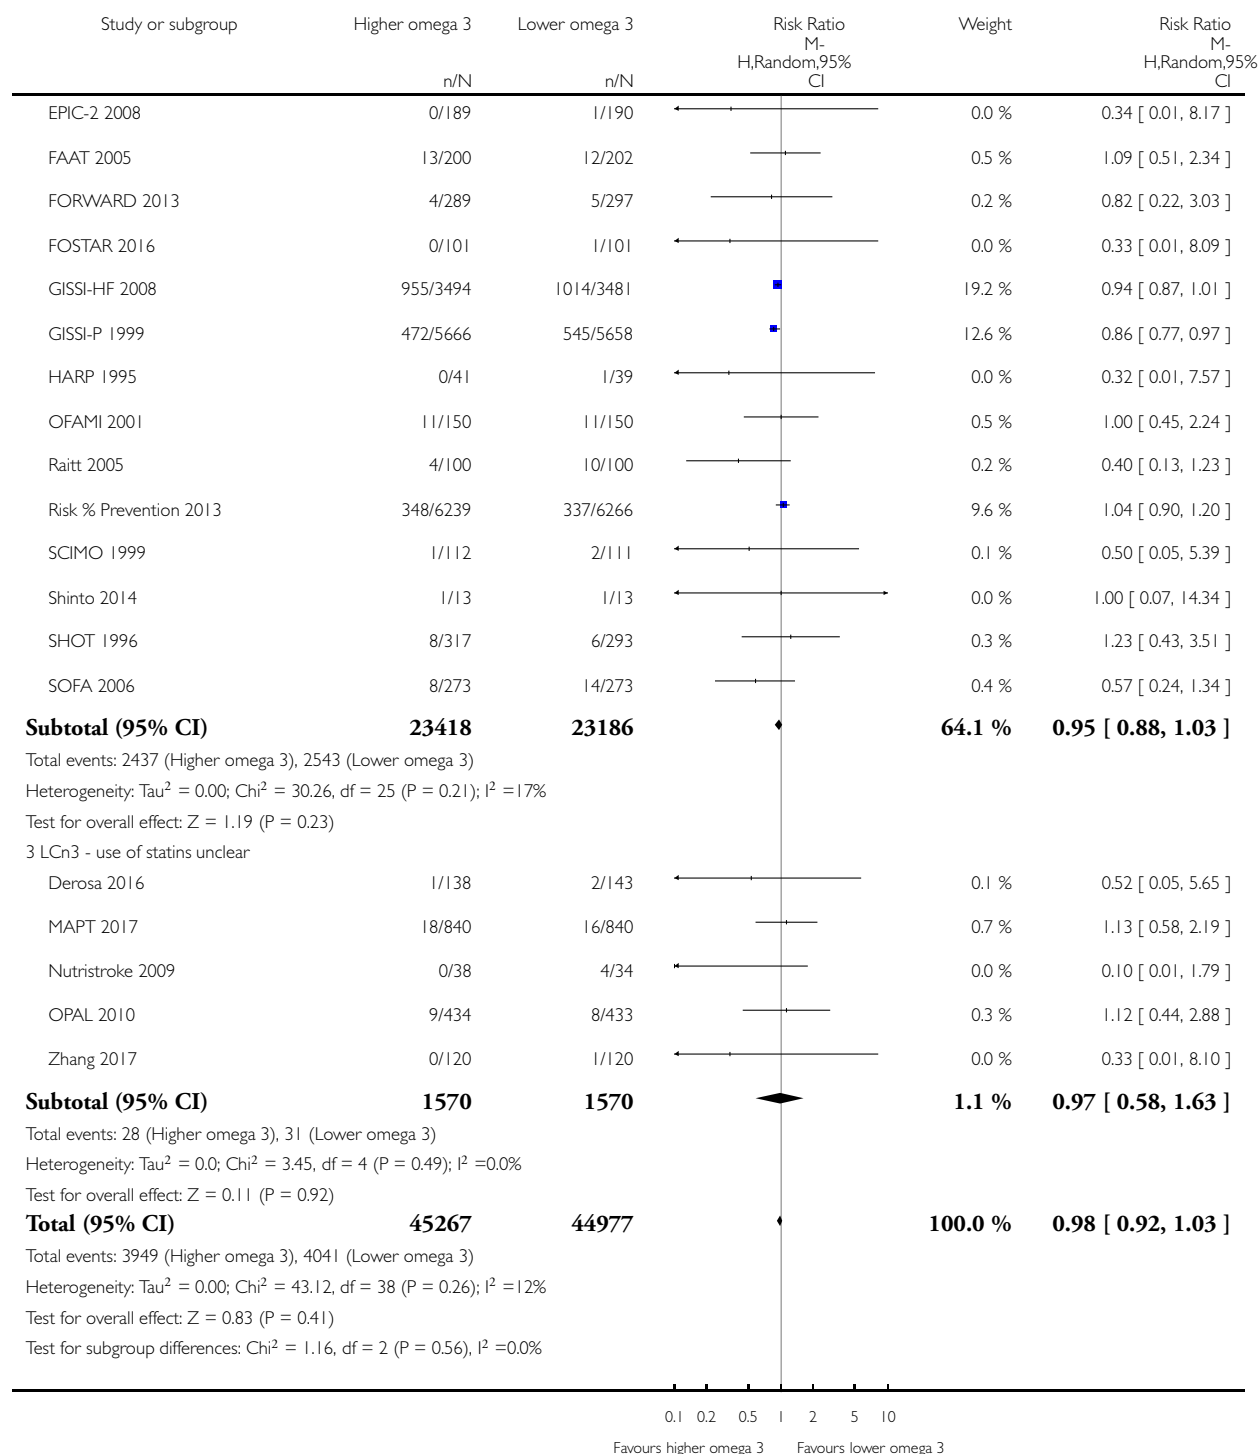 Study or subgroup Higher omega 3 Lower omega 3 Risk Ratio Weight Risk Ratio
M- M-
H,Random,95% H,Random,95%
n/N n/N CI CI
EPIC-2 2008 0/189 1/190 0.0 % 0.34 [ 0.01, 8.17 ]
FAAT 2005 13/200 12/202 0.5 % 1.09 [ 0.51, 2.34 ]
FORWARD 2013 4/289 5/297 0.2 % 0.82 [ 0.22, 3.03 ]
FOSTAR 2016 0/101 1/101 0.0 % 0.33 [ 0.01, 8.09 ]
GISSI-HF 2008 955/3494 1014/3481 19.2 % 0.94 [ 0.87, 1.01 ]
GISSI-P 1999 472/5666 545/5658 12.6 % 0.86 [ 0.77, 0.97 ]
HARP 1995 0/41 1/39 0.0 % 0.32 [ 0.01, 7.57 ]
OFAMI 2001 11/150 11/150 0.5 % 1.00 [ 0.45, 2.24 ]
Raitt 2005 4/100 10/100 0.2 % 0.40 [ 0.13, 1.23 ]
Risk % Prevention 2013 348/6239 337/6266 9.6 % 1.04 [ 0.90, 1.20 ]
SCIMO 1999 1/112 2/111 0.1 % 0.50 [ 0.05, 5.39 ]
Shinto 2014 1/13 1/13 0.0 % 1.00 [ 0.07, 14.34 ]
SHOT 1996 8/317 6/293 0.3 % 1.23 [ 0.43, 3.51 ]
SOFA 2006 8/273 14/273 0.4 % 0.57 [ 0.24, 1.34 ]
Subtotal (95% CI) 23418 23186 64.1 % 0.95 [ 0.88, 1.03 ]
Total events: 2437 (Higher omega 3), 2543 (Lower omega 3)
Heterogeneity: Tau² = 0.00; Chi² = 30.26, df = 25 (P = 0.21); I² =17%
Test for overall effect: Z = 1.19 (P = 0.23)
3 LCn3 - use of statins unclear
Derosa 2016 1/138 2/143 0.1 % 0.52 [ 0.05, 5.65 ]
MAPT 2017 18/840 16/840 0.7 % 1.13 [ 0.58, 2.19 ]
Nutristroke 2009 0/38 4/34 0.0 % 0.10 [ 0.01, 1.79 ]
OPAL 2010 9/434 8/433 0.3 % 1.12 [ 0.44, 2.88 ]
Zhang 2017 0/120 1/120 0.0 % 0.33 [ 0.01, 8.10 ]
Subtotal (95% CI) 1570 1570 1.1 % 0.97 [ 0.58, 1.63 ]
Total events: 28 (Higher omega 3), 31 (Lower omega 3)
Heterogeneity: Tau² = 0.0; Chi² = 3.45, df = 4 (P = 0.49); I² =0.0%
Test for overall effect: Z = 0.11 (P = 0.92)
Total (95% CI) 45267 44977 100.0 % 0.98 [ 0.92, 1.03 ]
Total events: 3949 (Higher omega 3), 4041 (Lower omega 3)
Heterogeneity: Tau² = 0.00; Chi² = 43.12, df = 38 (P = 0.26); I² =12%
Test for overall effect: Z = 0.83 (P = 0.41)
Test for subgroup differences: Chi² = 1.16, df = 2 (P = 0.56), I² =0.0%
0.1 0.2 0.5 1 2 5 10
Favours higher omega 3 Favours lower omega 3